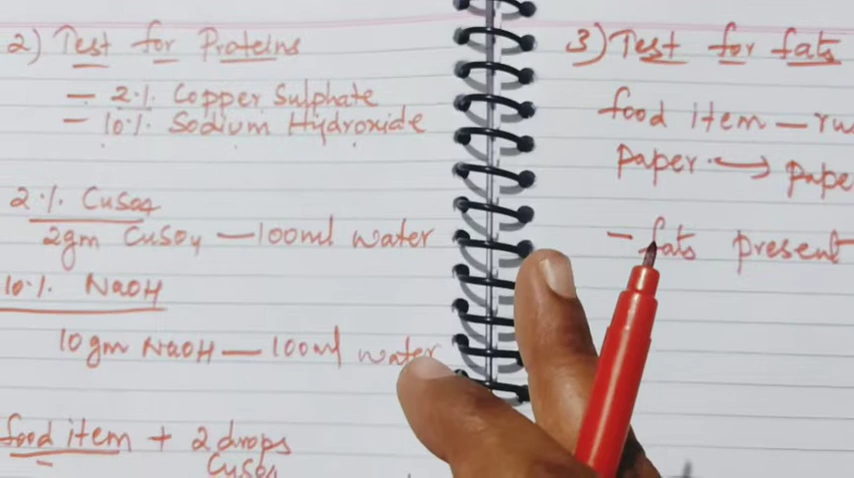 2) Test for Proteins
— 2·/. Copper Sulphate
— 10·/. Sodium Hydroxide
2·/. CuSO4
2gm CuSO4 — 100ml water
10·/. NaOH
10gm NaOH — 100ml water
food item + 2 drops
CuSO4
3) Test for fats
food item —
Paper ⟶
— fats present